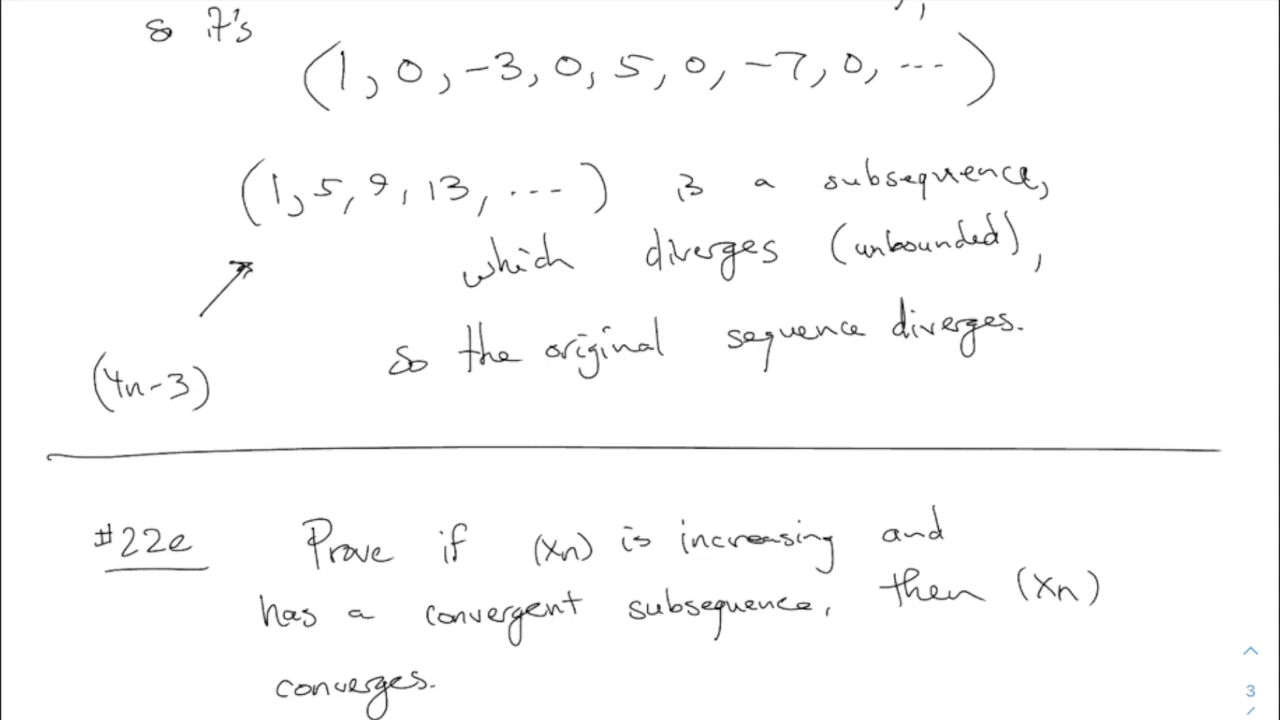 so it's
(1, 0, -3, 0, 5, 0, -7, 0, ...)
(1, 5, 9, 13, ...) is a subsequence,
which diverges (unbounded),
so the original sequence diverges.
(4n-3)
#22e Prove if (xn) is increasing and
has a convergent subsequence, then (xn)
converges.
3